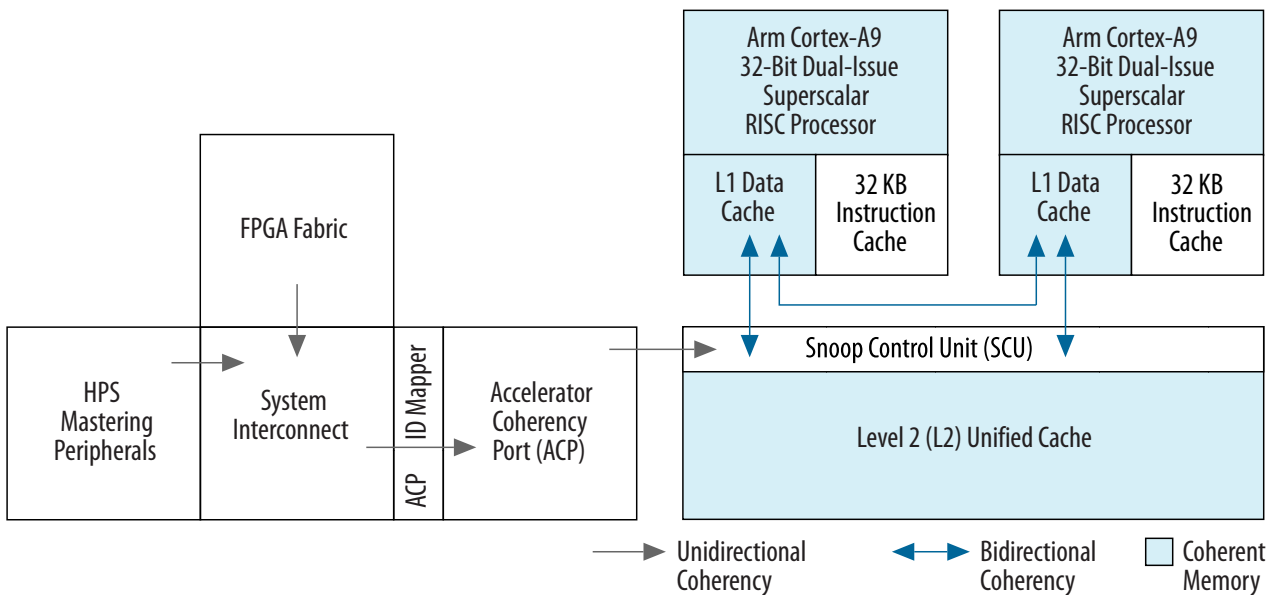 Arm Cortex-A9
32-Bit Dual-Issue
Superscalar
RISC Processor
L1 Data
Cache
32 KB
Instruction
Cache
Arm Cortex-A9
32-Bit Dual-Issue
Superscalar
RISC Processor
L1 Data
Cache
32 KB
Instruction
Cache
FPGA Fabric
HPS
Mastering
Peripherals
System
Interconnect
ACP ID Mapper
Accelerator
Coherency
Port (ACP)
Snoop Control Unit (SCU)
Level 2 (L2) Unified Cache
Unidirectional
Coherency
Bidirectional
Coherency
Coherent
Memory